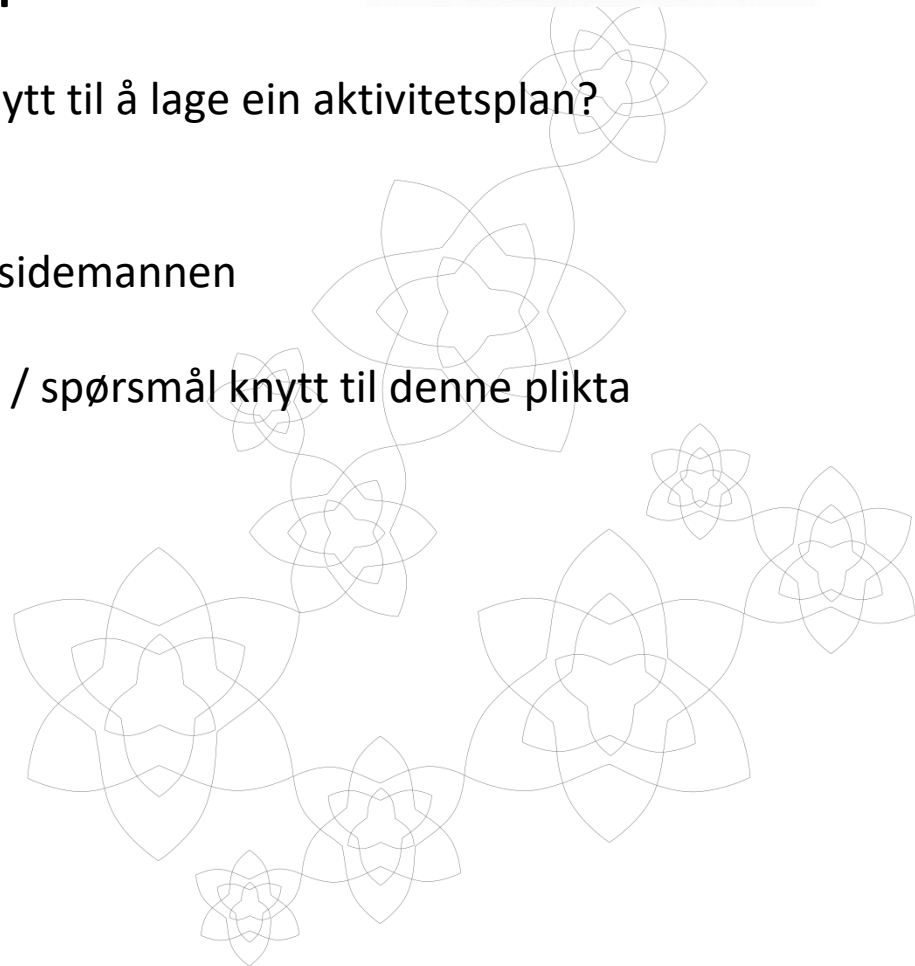 ytt til å lage ein aktivitetsplan?
sidemannen
/ spørsmål knytt til denne plikta